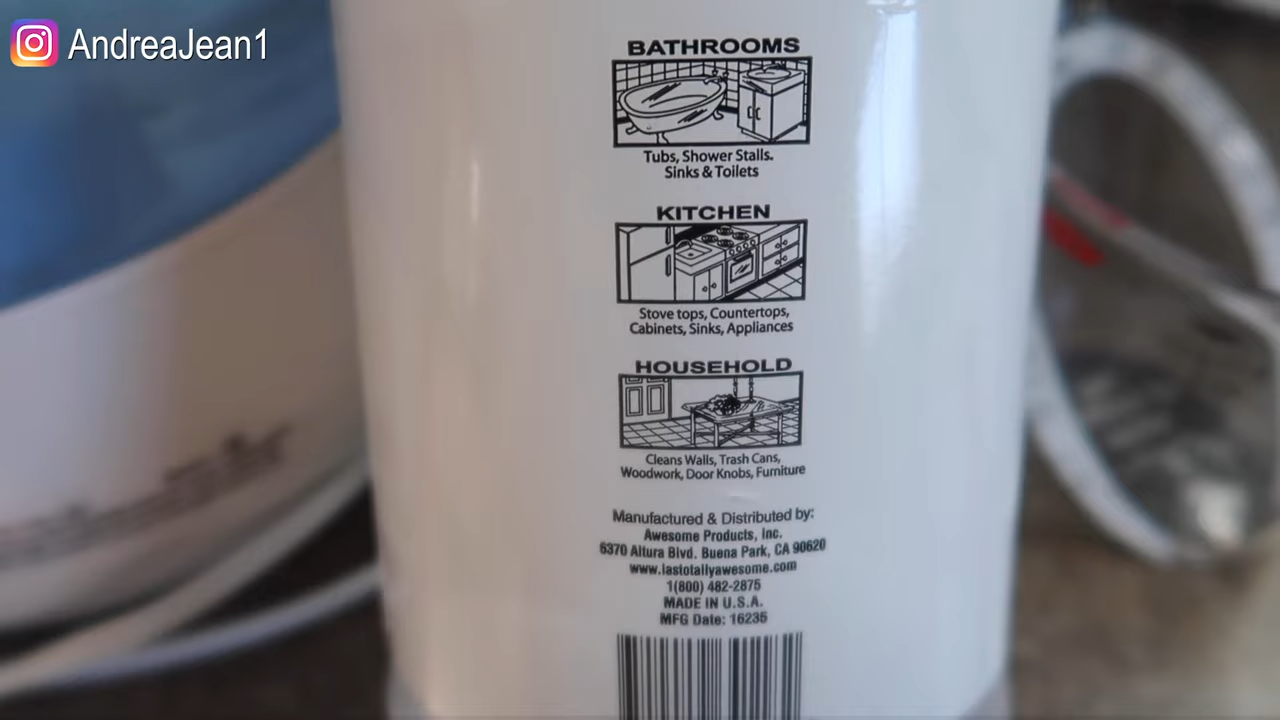 AndreaJean1
BATHROOMS
Tubs, Shower Stalls.
Sinks & Toilets
KITCHEN
Stove tops, Countertops,
Cabinets, Sinks, Appliances
HOUSEHOLD
Cleans Walls, Trash Cans,
Woodwork, Door Knobs, Furniture
Manufactured & Distributed by:
Awesome Products, Inc.
6370 Altura Blvd. Buena Park, CA 90620
www.lastotallyawesome.com
1(800) 482-2875
MADE IN U.S.A.
MFG Date: 16235